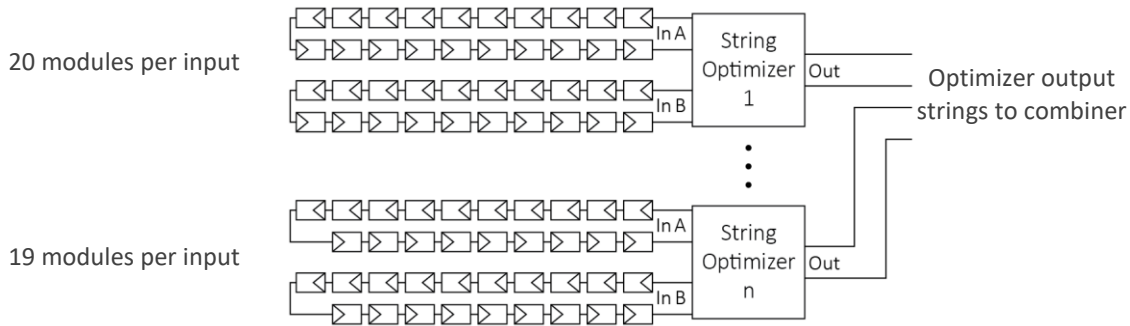 20 modules per input
In A
In B
String
Optimizer
1
Out
Optimizer output
strings to combiner
19 modules per input
In A
In B
String
Optimizer
n
Out